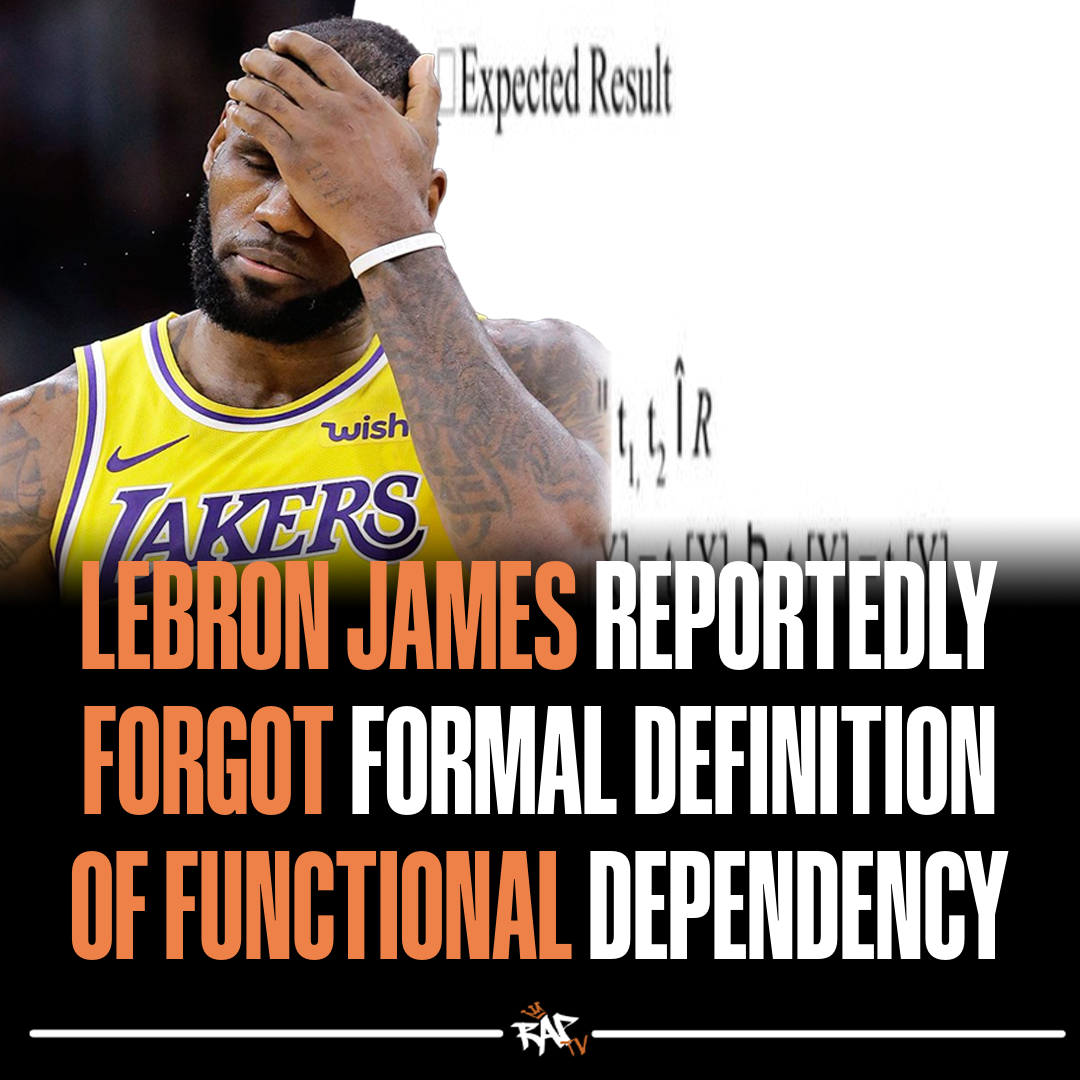 Expected Result
wish
LAKERS
" t1, t2 Î R
Y] = t [Y] Þ t [Y] = t [Y]
LEBRON JAMES REPORTEDLY
FORGOT FORMAL DEFINITION
OF FUNCTIONAL DEPENDENCY
RAP
TV